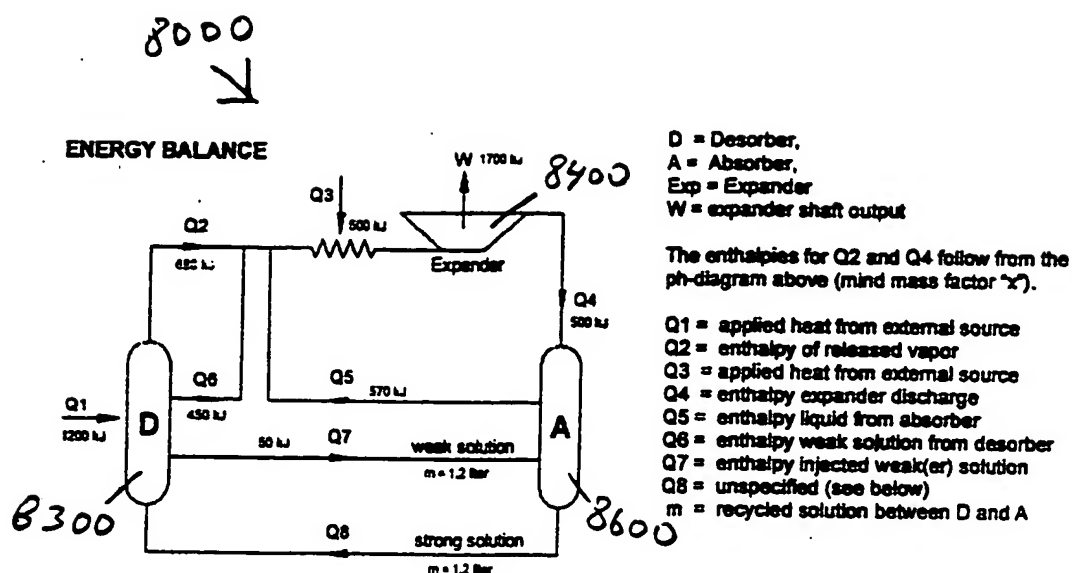 8000
ENERGY BALANCE
W 1700 kJ
8400
Q3
500 kJ
Q2
Expander
Q4
500 kJ
Q6
450 kJ
Q5
570 kJ
Q1
1200 kJ
D
50 kJ
Q7
weak solution
m = 1.2 liter
A
8300
8600
Q8
strong solution
m = 1.2 liter
D = Desorber,
A = Absorber,
Exp = Expander
W = expander shaft output
The enthalpies for Q2 and Q4 follow from the
ph-diagram above (mind mass factor "x").
Q1 = applied heat from external source
Q2 = enthalpy of released vapor
Q3 = applied heat from external source
Q4 = enthalpy expander discharge
Q5 = enthalpy liquid from absorber
Q6 = enthalpy weak solution from desorber
Q7 = enthalpy injected weak(er) solution
Q8 = unspecified (see below)
m = recycled solution between D and A